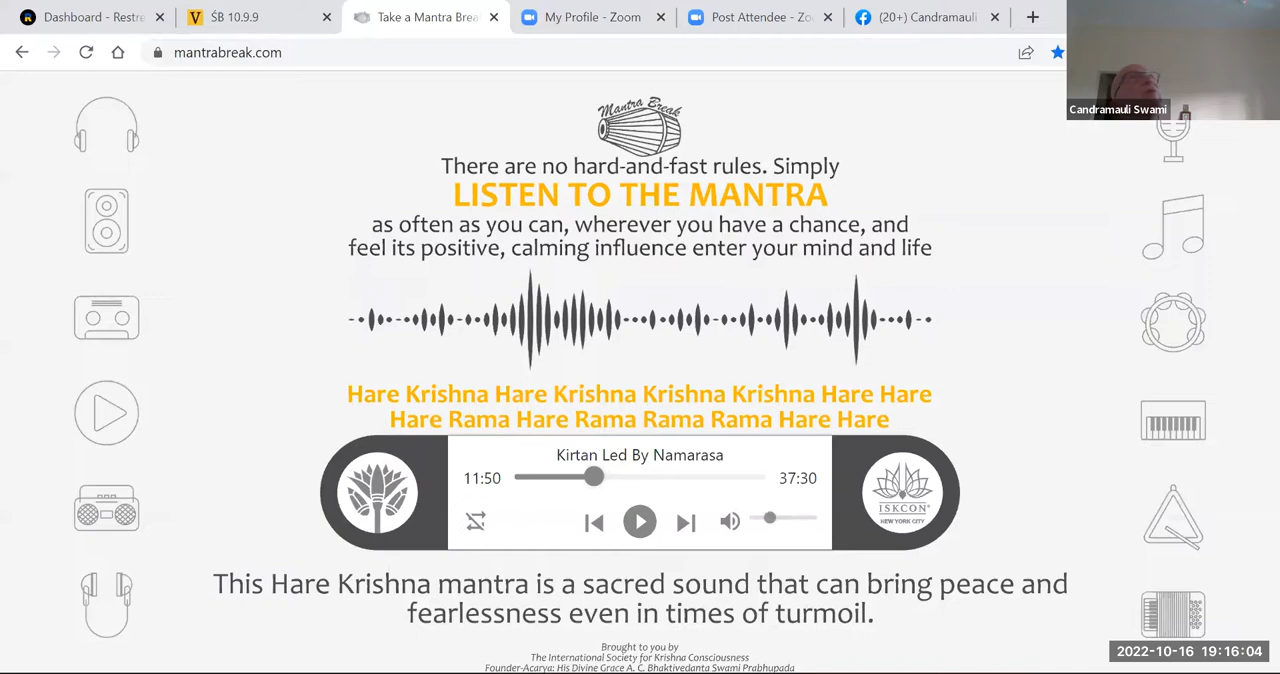 Dashboard - Restre
ŚB 10.9.9
Take a Mantra Brea
My Profile - Zoom
Post Attendee - Zo
(20+) Candramauli
mantrabreak.com
Candramauli Swami
Mantra Break
There are no hard-and-fast rules. Simply
LISTEN TO THE MANTRA
as often as you can, wherever you have a chance, and
feel its positive, calming influence enter your mind and life
Hare Krishna Hare Krishna Krishna Krishna Hare Hare
Hare Rama Hare Rama Rama Rama Hare Hare
Kirtan Led By Namarasa
11:50
37:30
ISKCON
NEW YORK CITY
This Hare Krishna mantra is a sacred sound that can bring peace and
fearlessness even in times of turmoil.
Brought to you by
The International Society for Krishna Consciousness
Founder-Acarya: His Divine Grace A. C. Bhaktivedanta Swami Prabhupada
2022-10-16 19:16:04